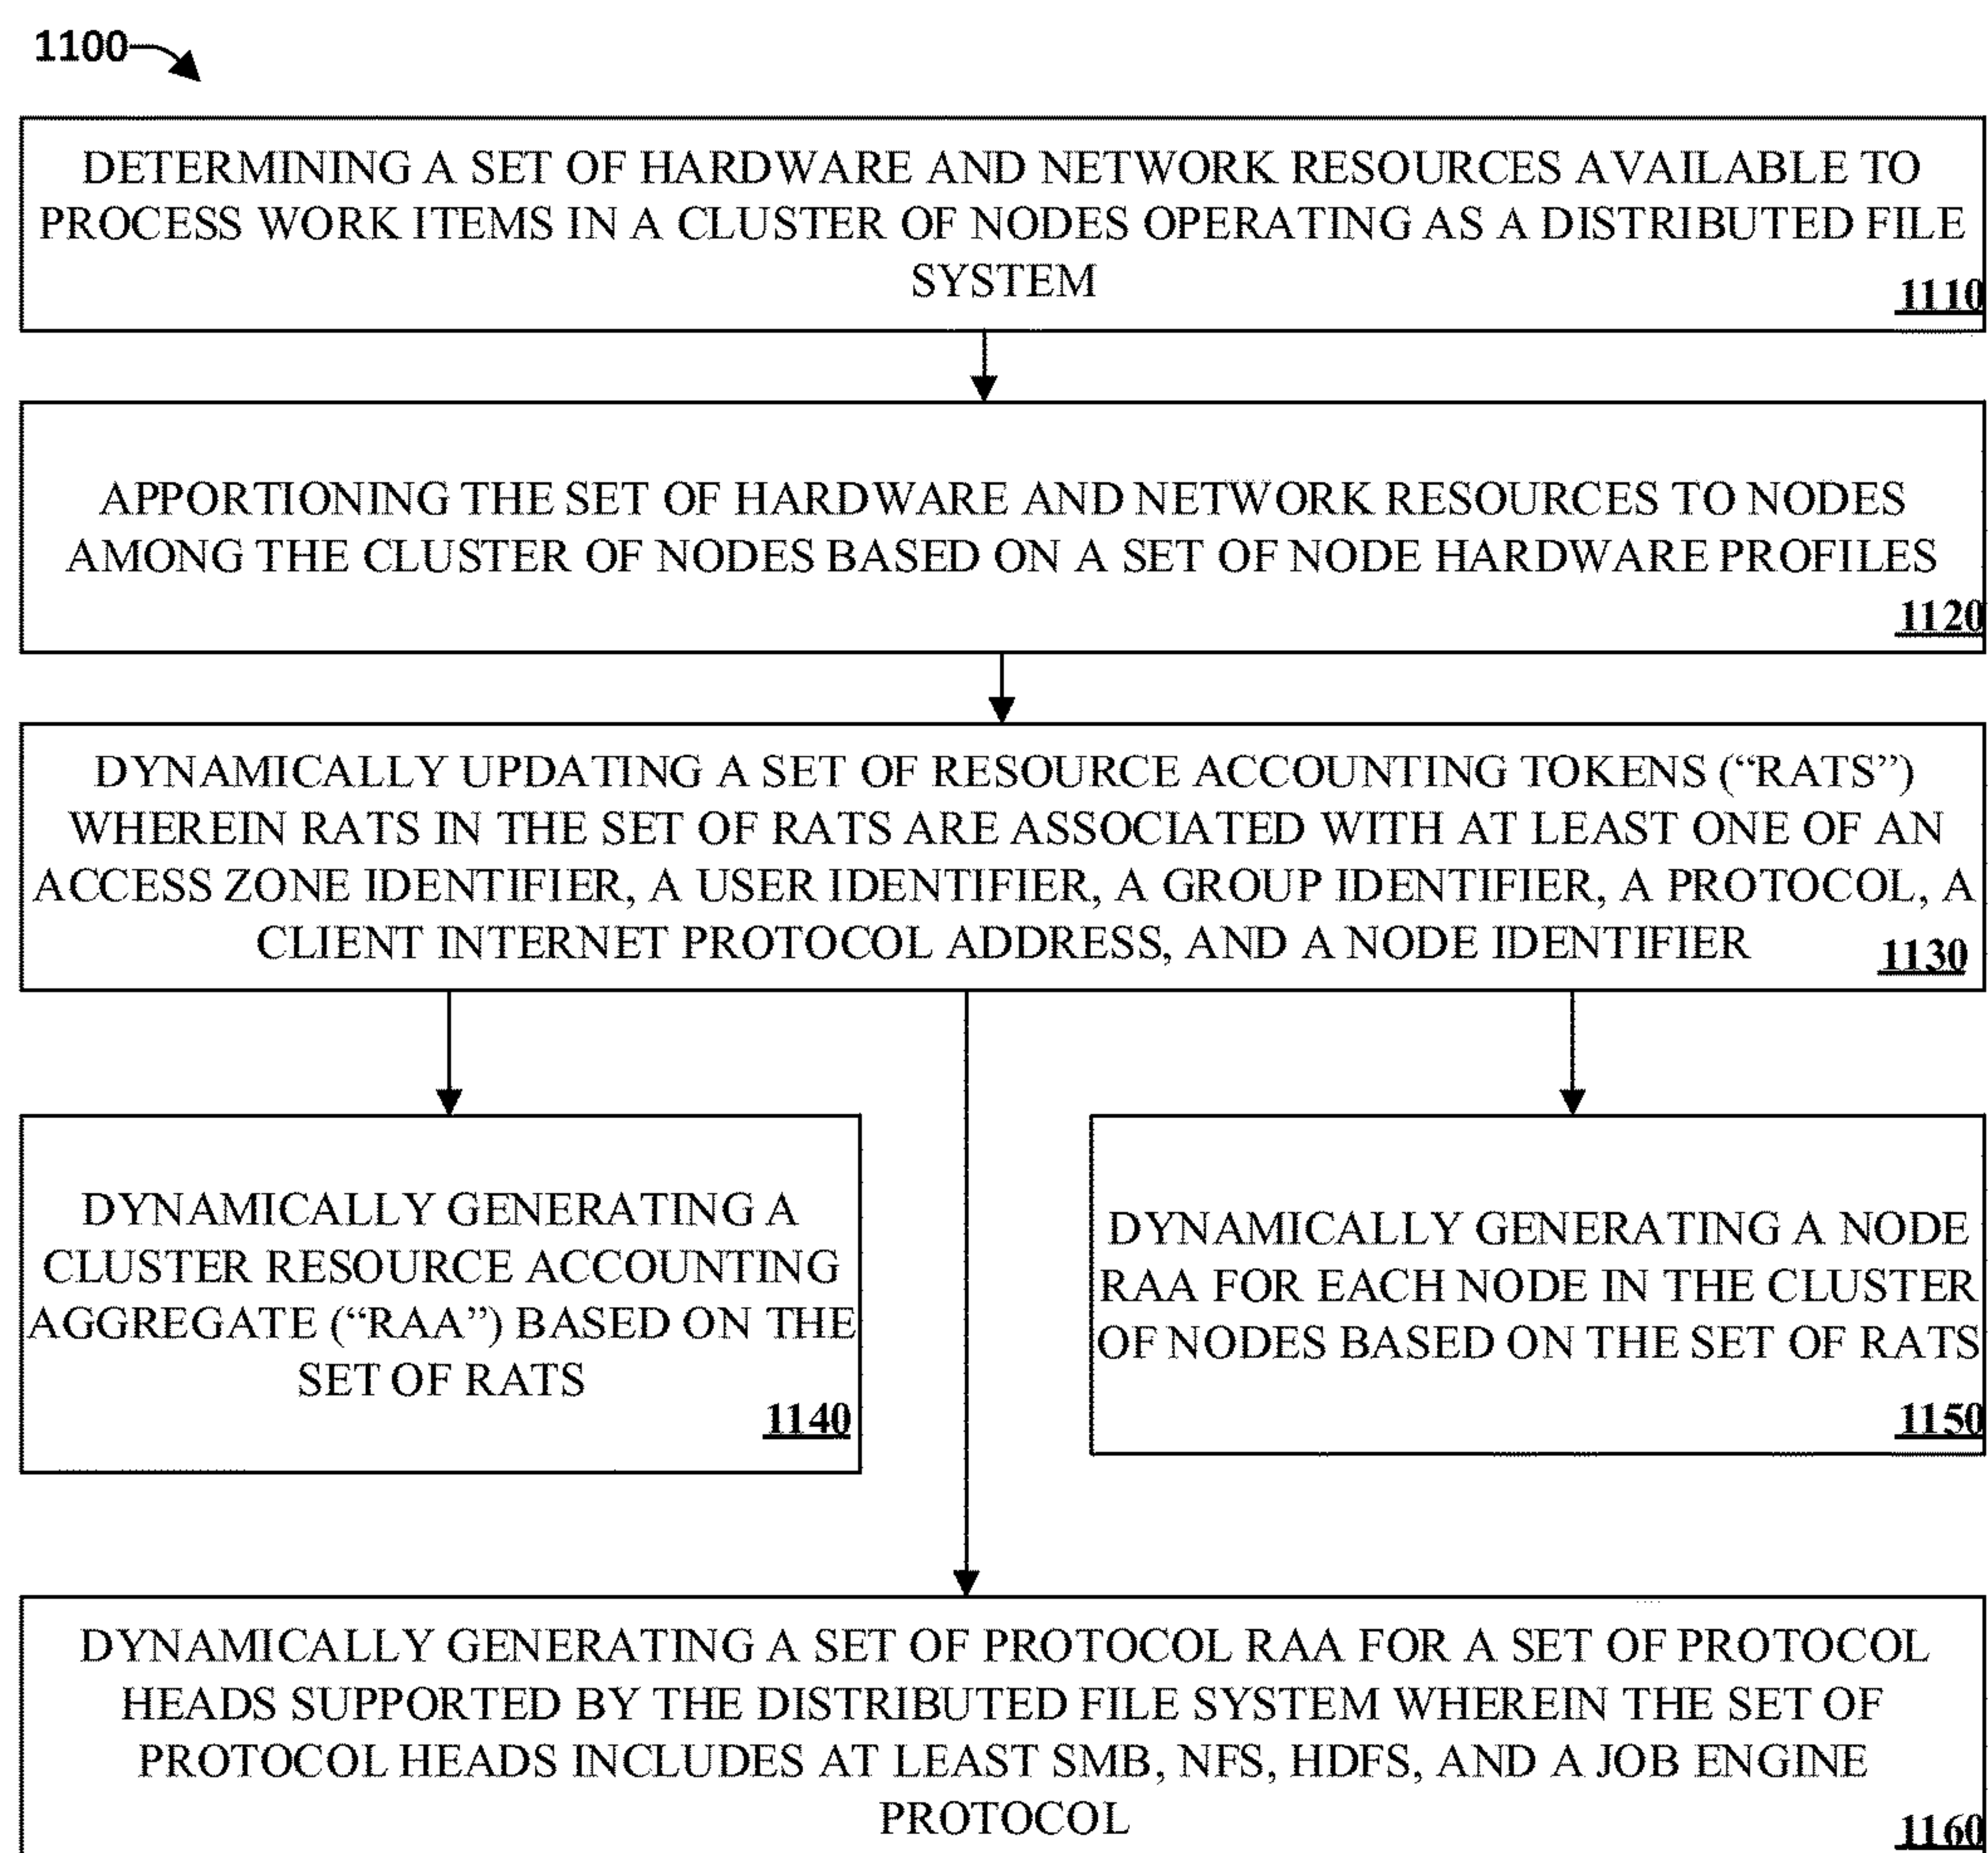 1100
DETERMINING A SET OF HARDWARE AND NETWORK RESOURCES AVAILABLE TO
PROCESS WORK ITEMS IN A CLUSTER OF NODES OPERATING AS A DISTRIBUTED FILE
SYSTEM
1110
APPORTIONING THE SET OF HARDWARE AND NETWORK RESOURCES TO NODES
AMONG THE CLUSTER OF NODES BASED ON A SET OF NODE HARDWARE PROFILES
1120
DYNAMICALLY UPDATING A SET OF RESOURCE ACCOUNTING TOKENS (“RATS”)
WHEREIN RATS IN THE SET OF RATS ARE ASSOCIATED WITH AT LEAST ONE OF AN
ACCESS ZONE IDENTIFIER, A USER IDENTIFIER, A GROUP IDENTIFIER, A PROTOCOL, A
CLIENT INTERNET PROTOCOL ADDRESS, AND A NODE IDENTIFIER
1130
DYNAMICALLY GENERATING A
CLUSTER RESOURCE ACCOUNTING
AGGREGATE (“RAA”) BASED ON THE
SET OF RATS
1140
DYNAMICALLY GENERATING A NODE
RAA FOR EACH NODE IN THE CLUSTER
OF NODES BASED ON THE SET OF RATS
1150
DYNAMICALLY GENERATING A SET OF PROTOCOL RAA FOR A SET OF PROTOCOL
HEADS SUPPORTED BY THE DISTRIBUTED FILE SYSTEM WHEREIN THE SET OF
PROTOCOL HEADS INCLUDES AT LEAST SMB, NFS, HDFS, AND A JOB ENGINE
PROTOCOL
1160